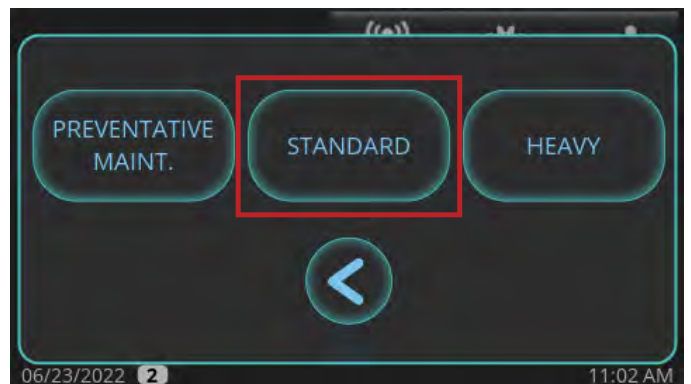 PREVENTATIVE
MAINT.
STANDARD
HEAVY
06/23/2022 2
11:02 AM